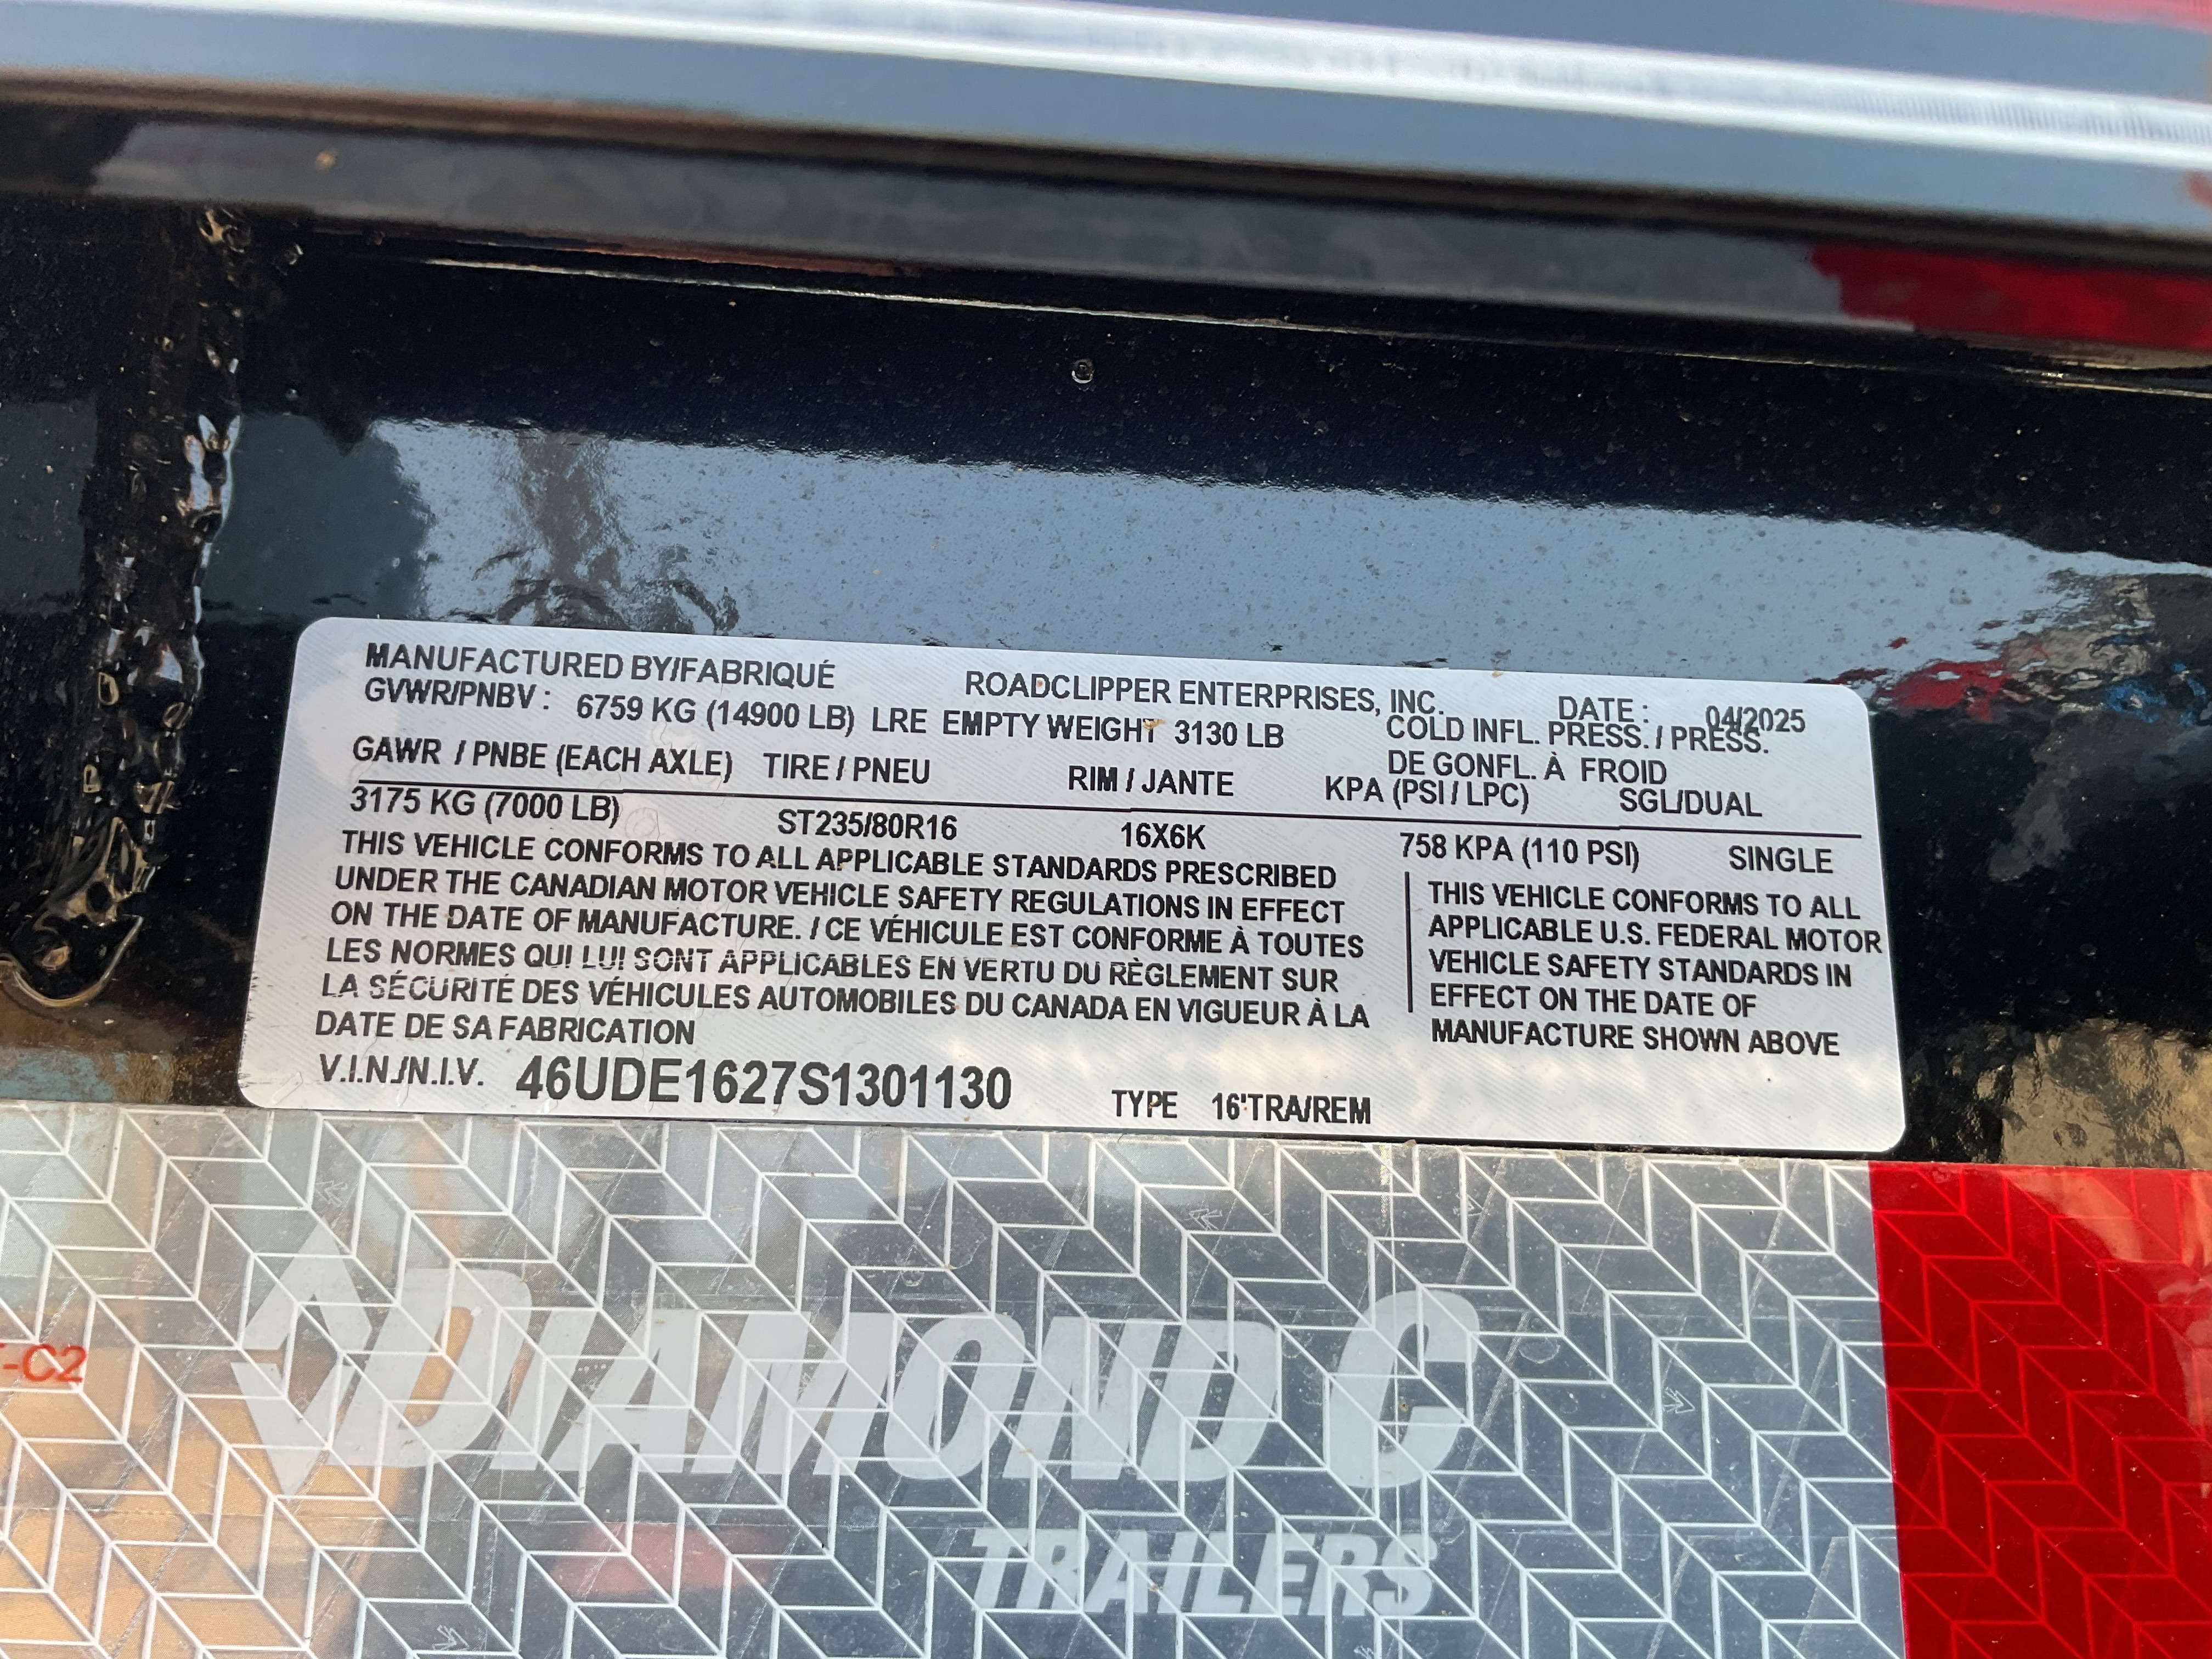 MANUFACTURED BY/FABRIQUÉ ROADCLIPPER ENTERPRISES, INC. DATE : 04/2025
GVWR/PNBV : 6759 KG (14900 LB) LRE EMPTY WEIGHT 3130 LB COLD INFL. PRESS. / PRESS.
DE GONFL. À FROID
GAWR / PNBE (EACH AXLE) TIRE / PNEU RIM / JANTE KPA (PSI / LPC) SGL/DUAL
3175 KG (7000 LB) ST235/80R16 16X6K 758 KPA (110 PSI) SINGLE
THIS VEHICLE CONFORMS TO ALL APPLICABLE STANDARDS PRESCRIBED
UNDER THE CANADIAN MOTOR VEHICLE SAFETY REGULATIONS IN EFFECT
ON THE DATE OF MANUFACTURE. / CE VÉHICULE EST CONFORME À TOUTES
LES NORMES QUI LUI SONT APPLICABLES EN VERTU DU RÈGLEMENT SUR
LA SÉCURITÉ DES VÉHICULES AUTOMOBILES DU CANADA EN VIGUEUR À LA
DATE DE SA FABRICATION
THIS VEHICLE CONFORMS TO ALL
APPLICABLE U.S. FEDERAL MOTOR
VEHICLE SAFETY STANDARDS IN
EFFECT ON THE DATE OF
MANUFACTURE SHOWN ABOVE
V.I.N./N.I.V. 46UDE1627S1301130 TYPE 16'TRA/REM
-C2
DIAMOND C
TRAILERS